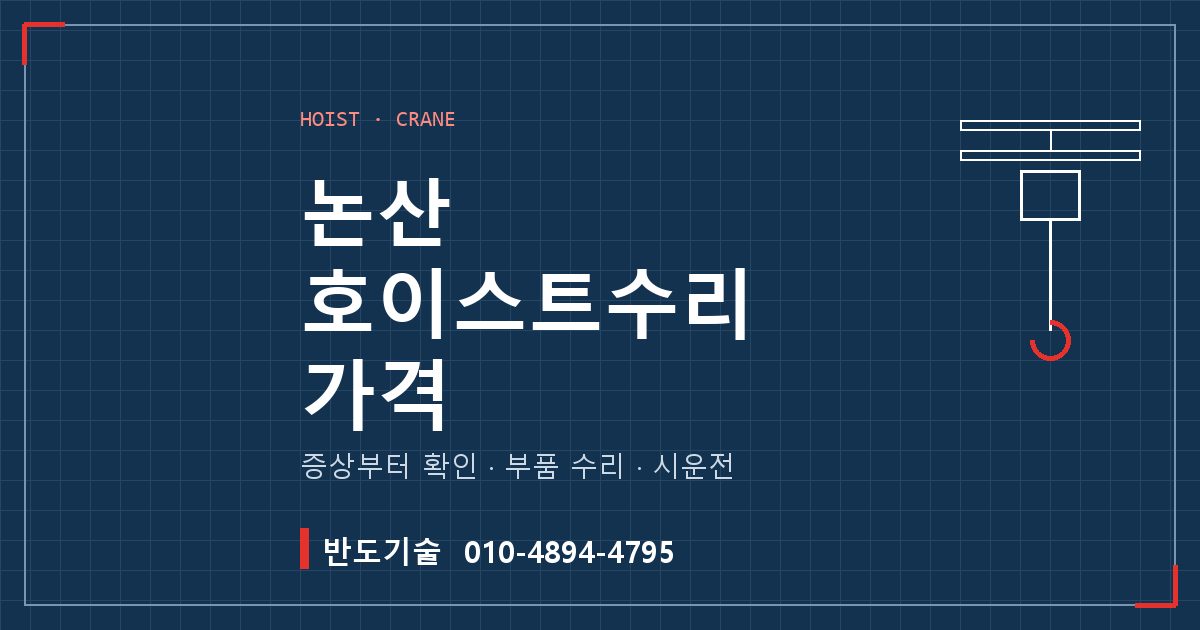 HOIST · CRANE
논산
호이스트수리
가격
증상부터 확인 · 부품 수리 · 시운전
반도기술 010-4894-4795